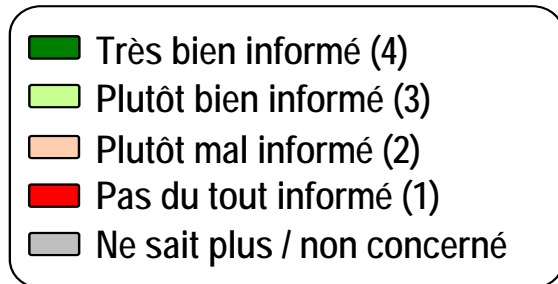 Très bien informé (4)
Plutôt bien informé (3)
Plutôt mal informé (2)
Pas du tout informé (1)
Ne sait plus / non concerné